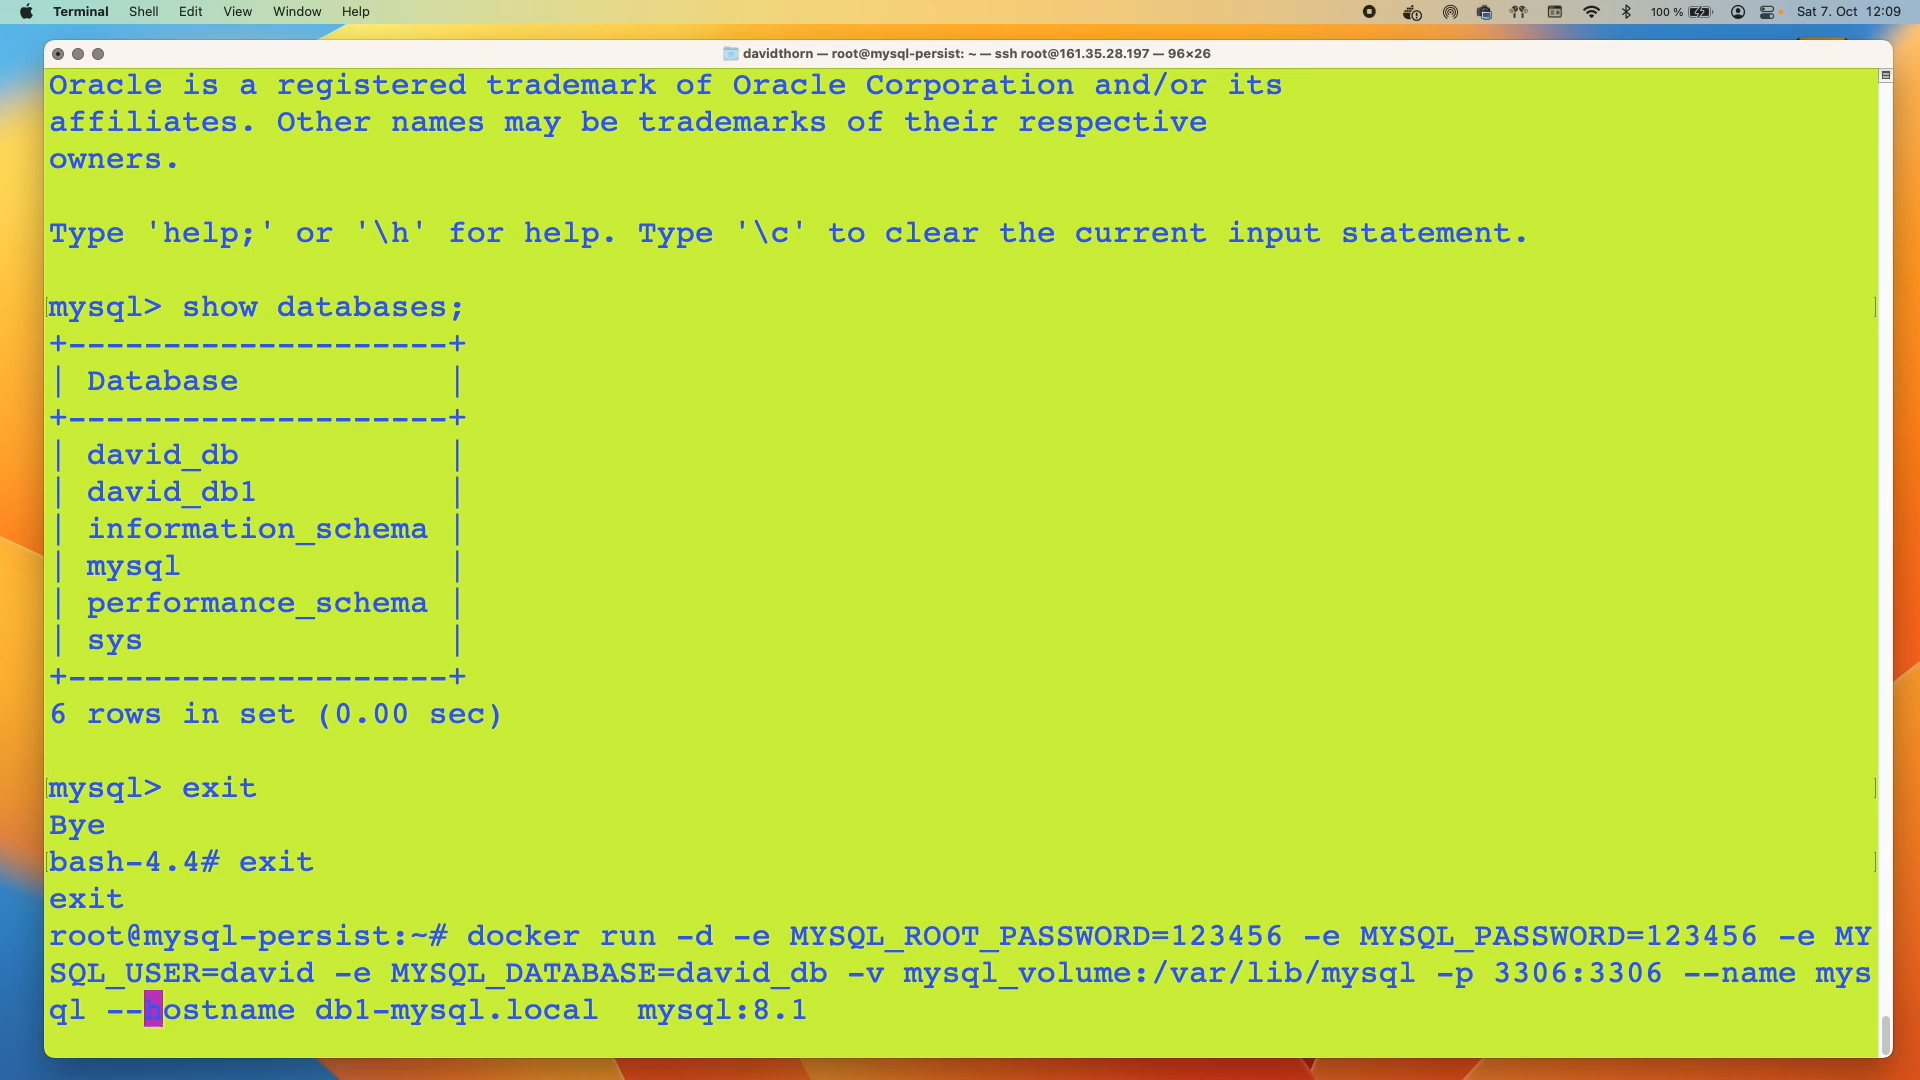 Terminal Shell Edit View Window Help 100 % Sat 7. Oct 12:09
davidthorn — root@mysql-persist: ~ — ssh root@161.35.28.197 — 96×26
Oracle is a registered trademark of Oracle Corporation and/or its
affiliates. Other names may be trademarks of their respective
owners.
Type 'help;' or '\h' for help. Type '\c' to clear the current input statement.
mysql> show databases;
+--------------------+
| Database           |
+--------------------+
| david_db           |
| david_db1          |
| information_schema |
| mysql              |
| performance_schema |
| sys                |
+--------------------+
6 rows in set (0.00 sec)
mysql> exit
Bye
bash-4.4# exit
exit
root@mysql-persist:~# docker run -d -e MYSQL_ROOT_PASSWORD=123456 -e MYSQL_PASSWORD=123456 -e MY
SQL_USER=david -e MYSQL_DATABASE=david_db -v mysql_volume:/var/lib/mysql -p 3306:3306 --name mys
ql --hostname db1-mysql.local  mysql:8.1